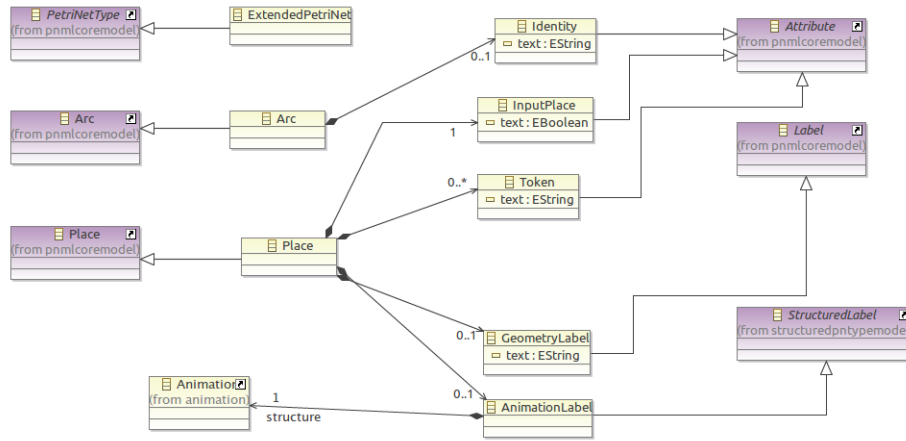 PetriNetType
(from pnmlcoremodel)
ExtendedPetriNet
Identity
text : EString
0..1
Attribute
(from pnmlcoremodel)
Arc
(from pnmlcoremodel)
Arc
InputPlace
text : EBoolean
1
Label
(from pnmlcoremodel)
Token
text : EString
0..*
Place
(from pnmlcoremodel)
Place
GeometryLabel
text : EString
0..1
StructuredLabel
(from structuredpntypemodel
Animation
(from animation)
1
structure
0..1
AnimationLabel